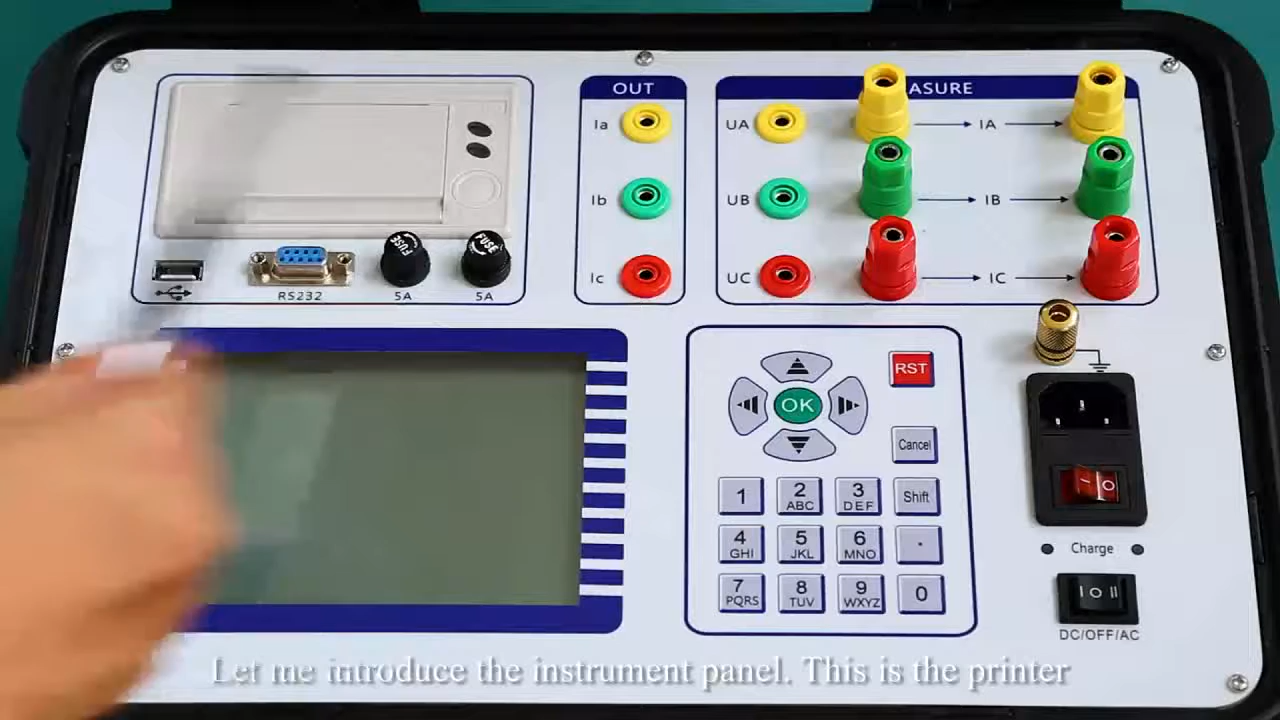 OUT
Ia
Ib
Ic
ASURE
UA
IA
UB
IB
UC
IC
RS232
FUSE
5A
FUSE
5A
OK
RST
Cancel
1
2
ABC
3
DEF
Shift
4
GHI
5
JKL
6
MNO
.
7
PQRS
8
TUV
9
WXYZ
0
I O
Charge
I O II
DC/OFF/AC
Let me introduce the instrument panel. This is the printer